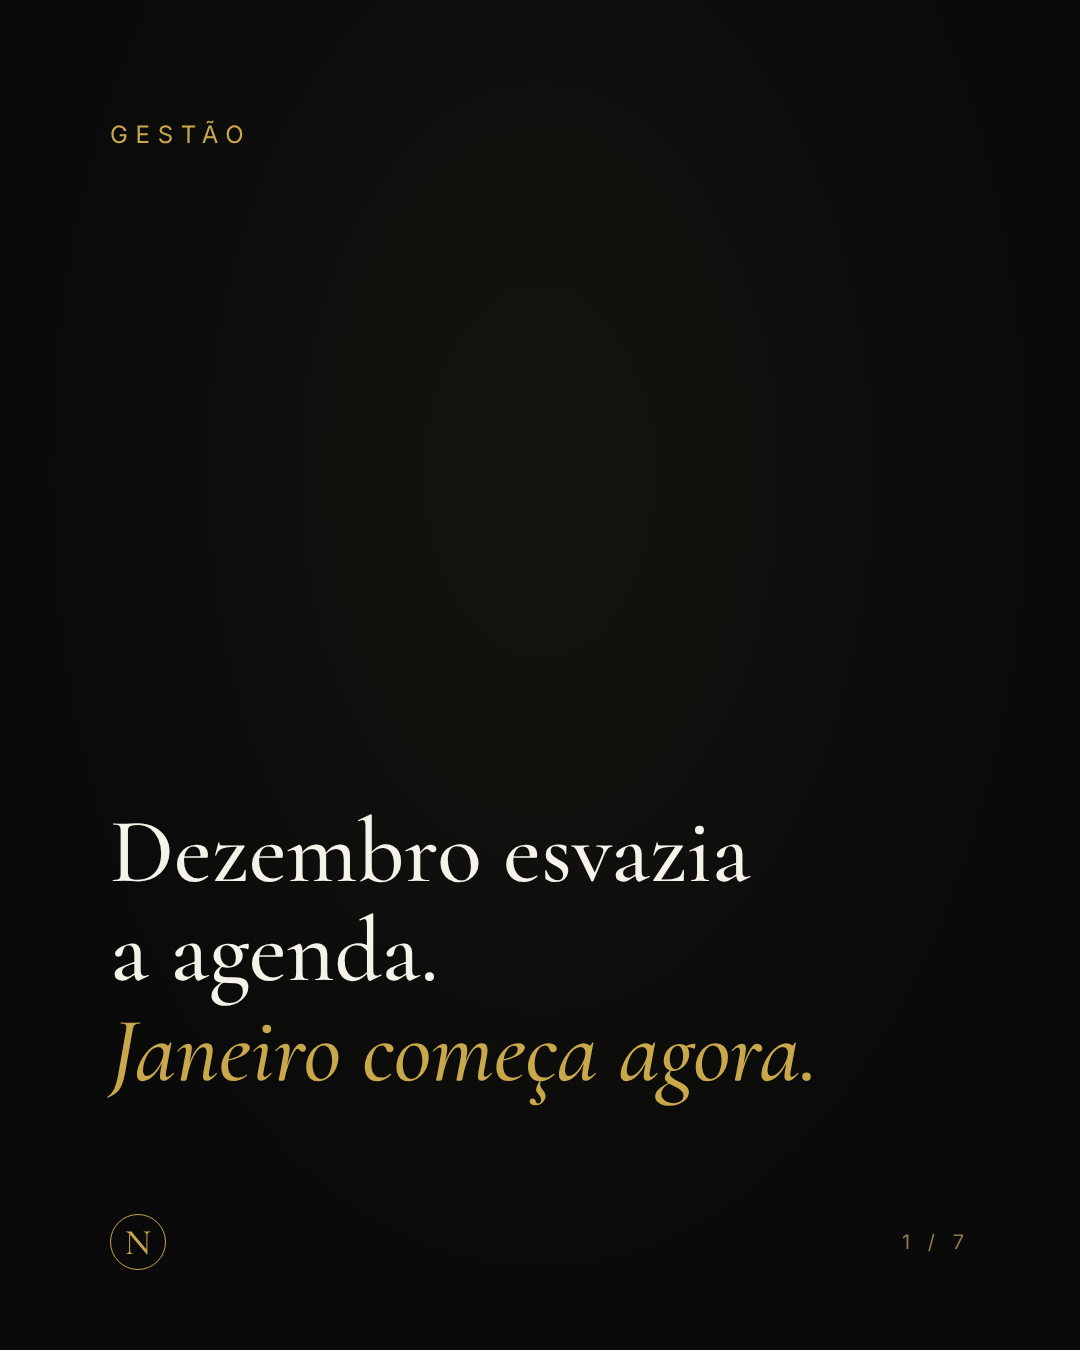 GESTÃO
Dezembro esvazia
a agenda.
Janeiro começa agora.
N
1 / 7